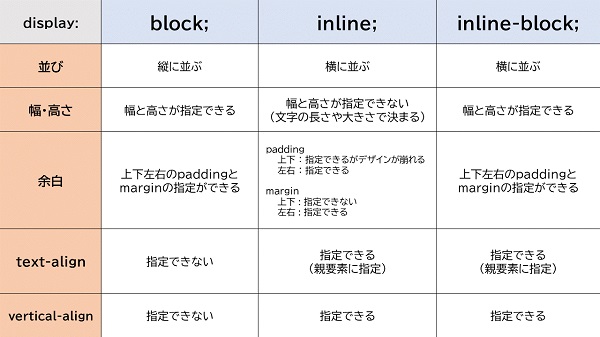 display:
block;
inline;
inline-block;
並び
縦に並ぶ
横に並ぶ
横に並ぶ
幅・高さ
幅と高さが指定できる
幅と高さが指定できない
（文字の長さや大きさで決まる）
幅と高さが指定できる
余白
上下左右のpaddingと
marginの指定ができる
padding
上下：指定できるがデザインが崩れる
左右：指定できる
margin
上下：指定できない
左右：指定できる
上下左右のpaddingと
marginの指定ができる
text-align
指定できない
指定できる
（親要素に指定）
指定できる
（親要素に指定）
vertical-align
指定できない
指定できる
指定できる